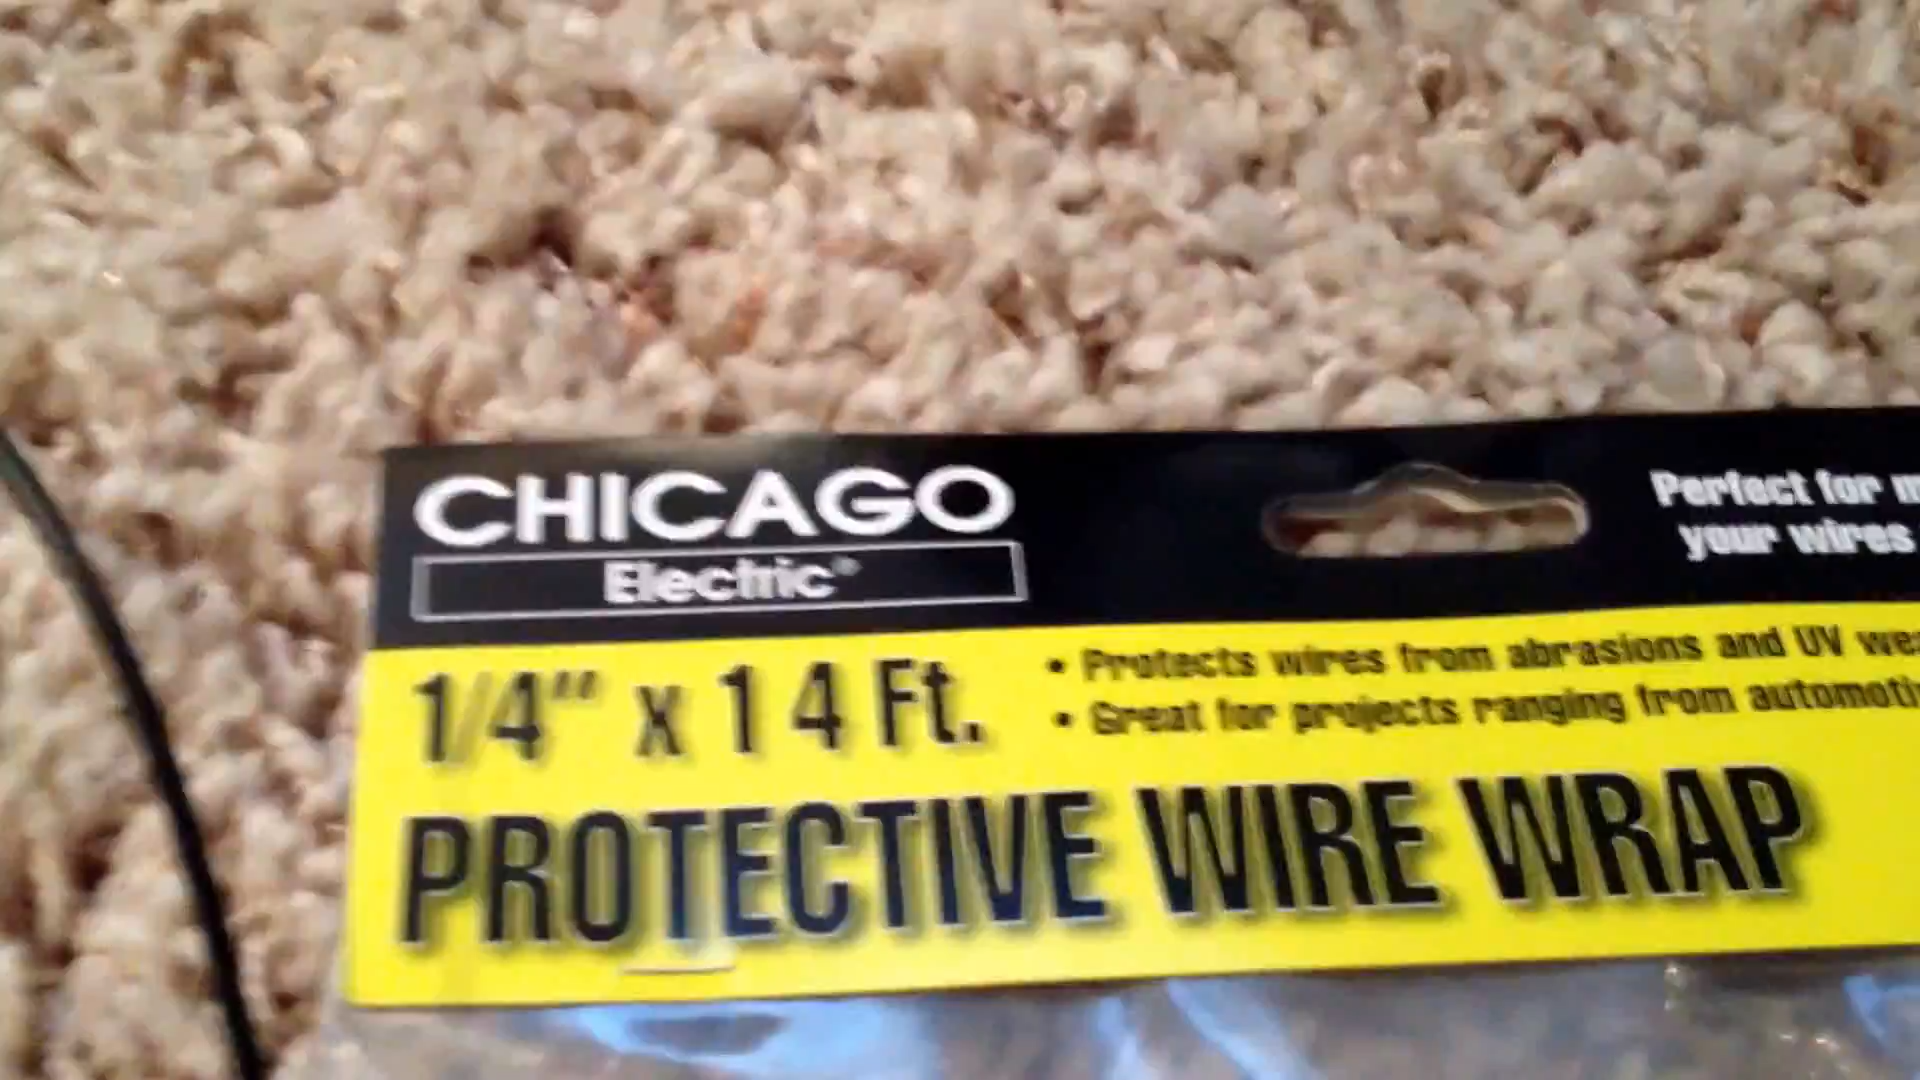 CHICAGO
Electric®
Perfect for
your wires
1/4" x 14 Ft.
• Protects wires from abrasions and UV
• Great for projects ranging from
PROTECTIVE WIRE WRAP